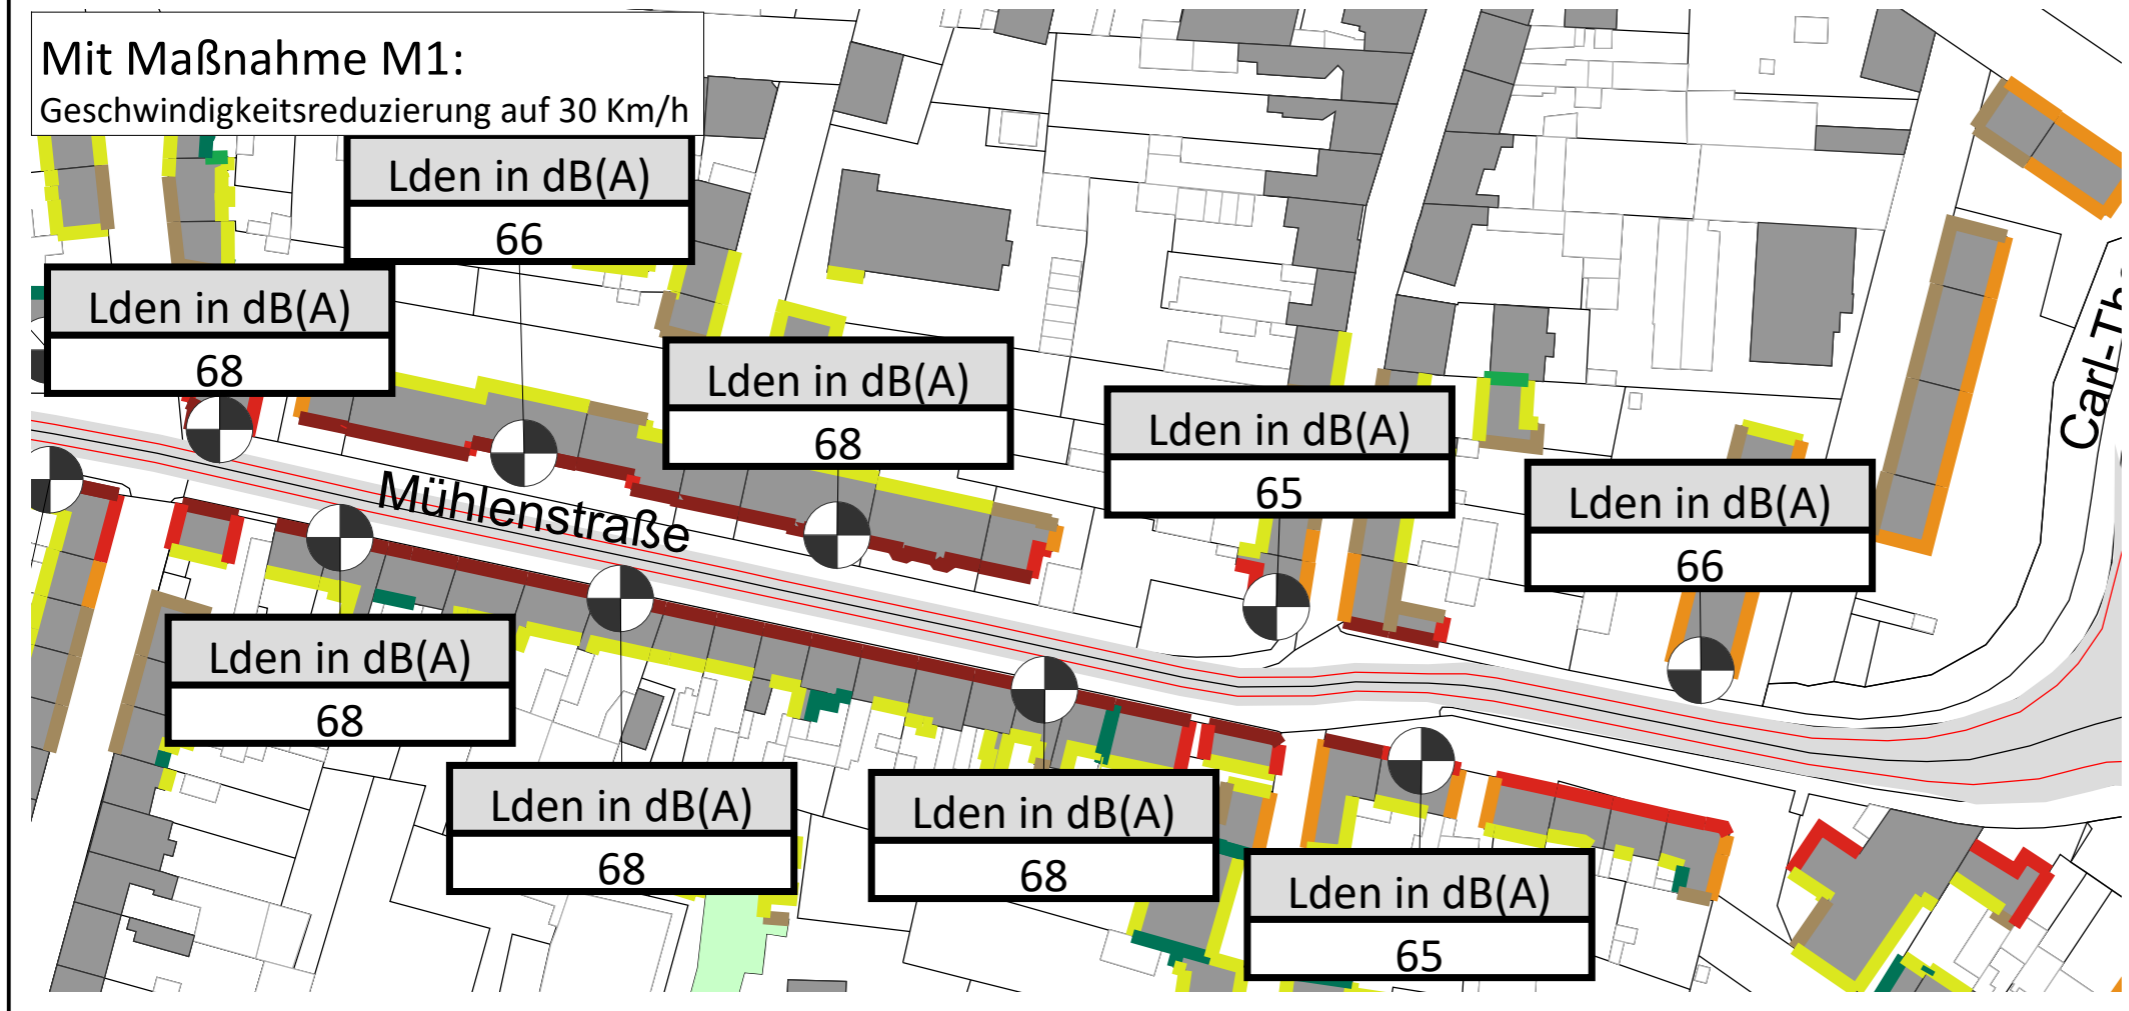 Mit Maßnahme M1:
Geschwindigkeitsreduzierung auf 30 Km/h
Lden in dB(A)
66
Lden in dB(A)
68
Lden in dB(A)
68
Lden in dB(A)
65
Lden in dB(A)
66
Mühlenstraße
Carl-Th
Lden in dB(A)
68
Lden in dB(A)
68
Lden in dB(A)
68
Lden in dB(A)
65